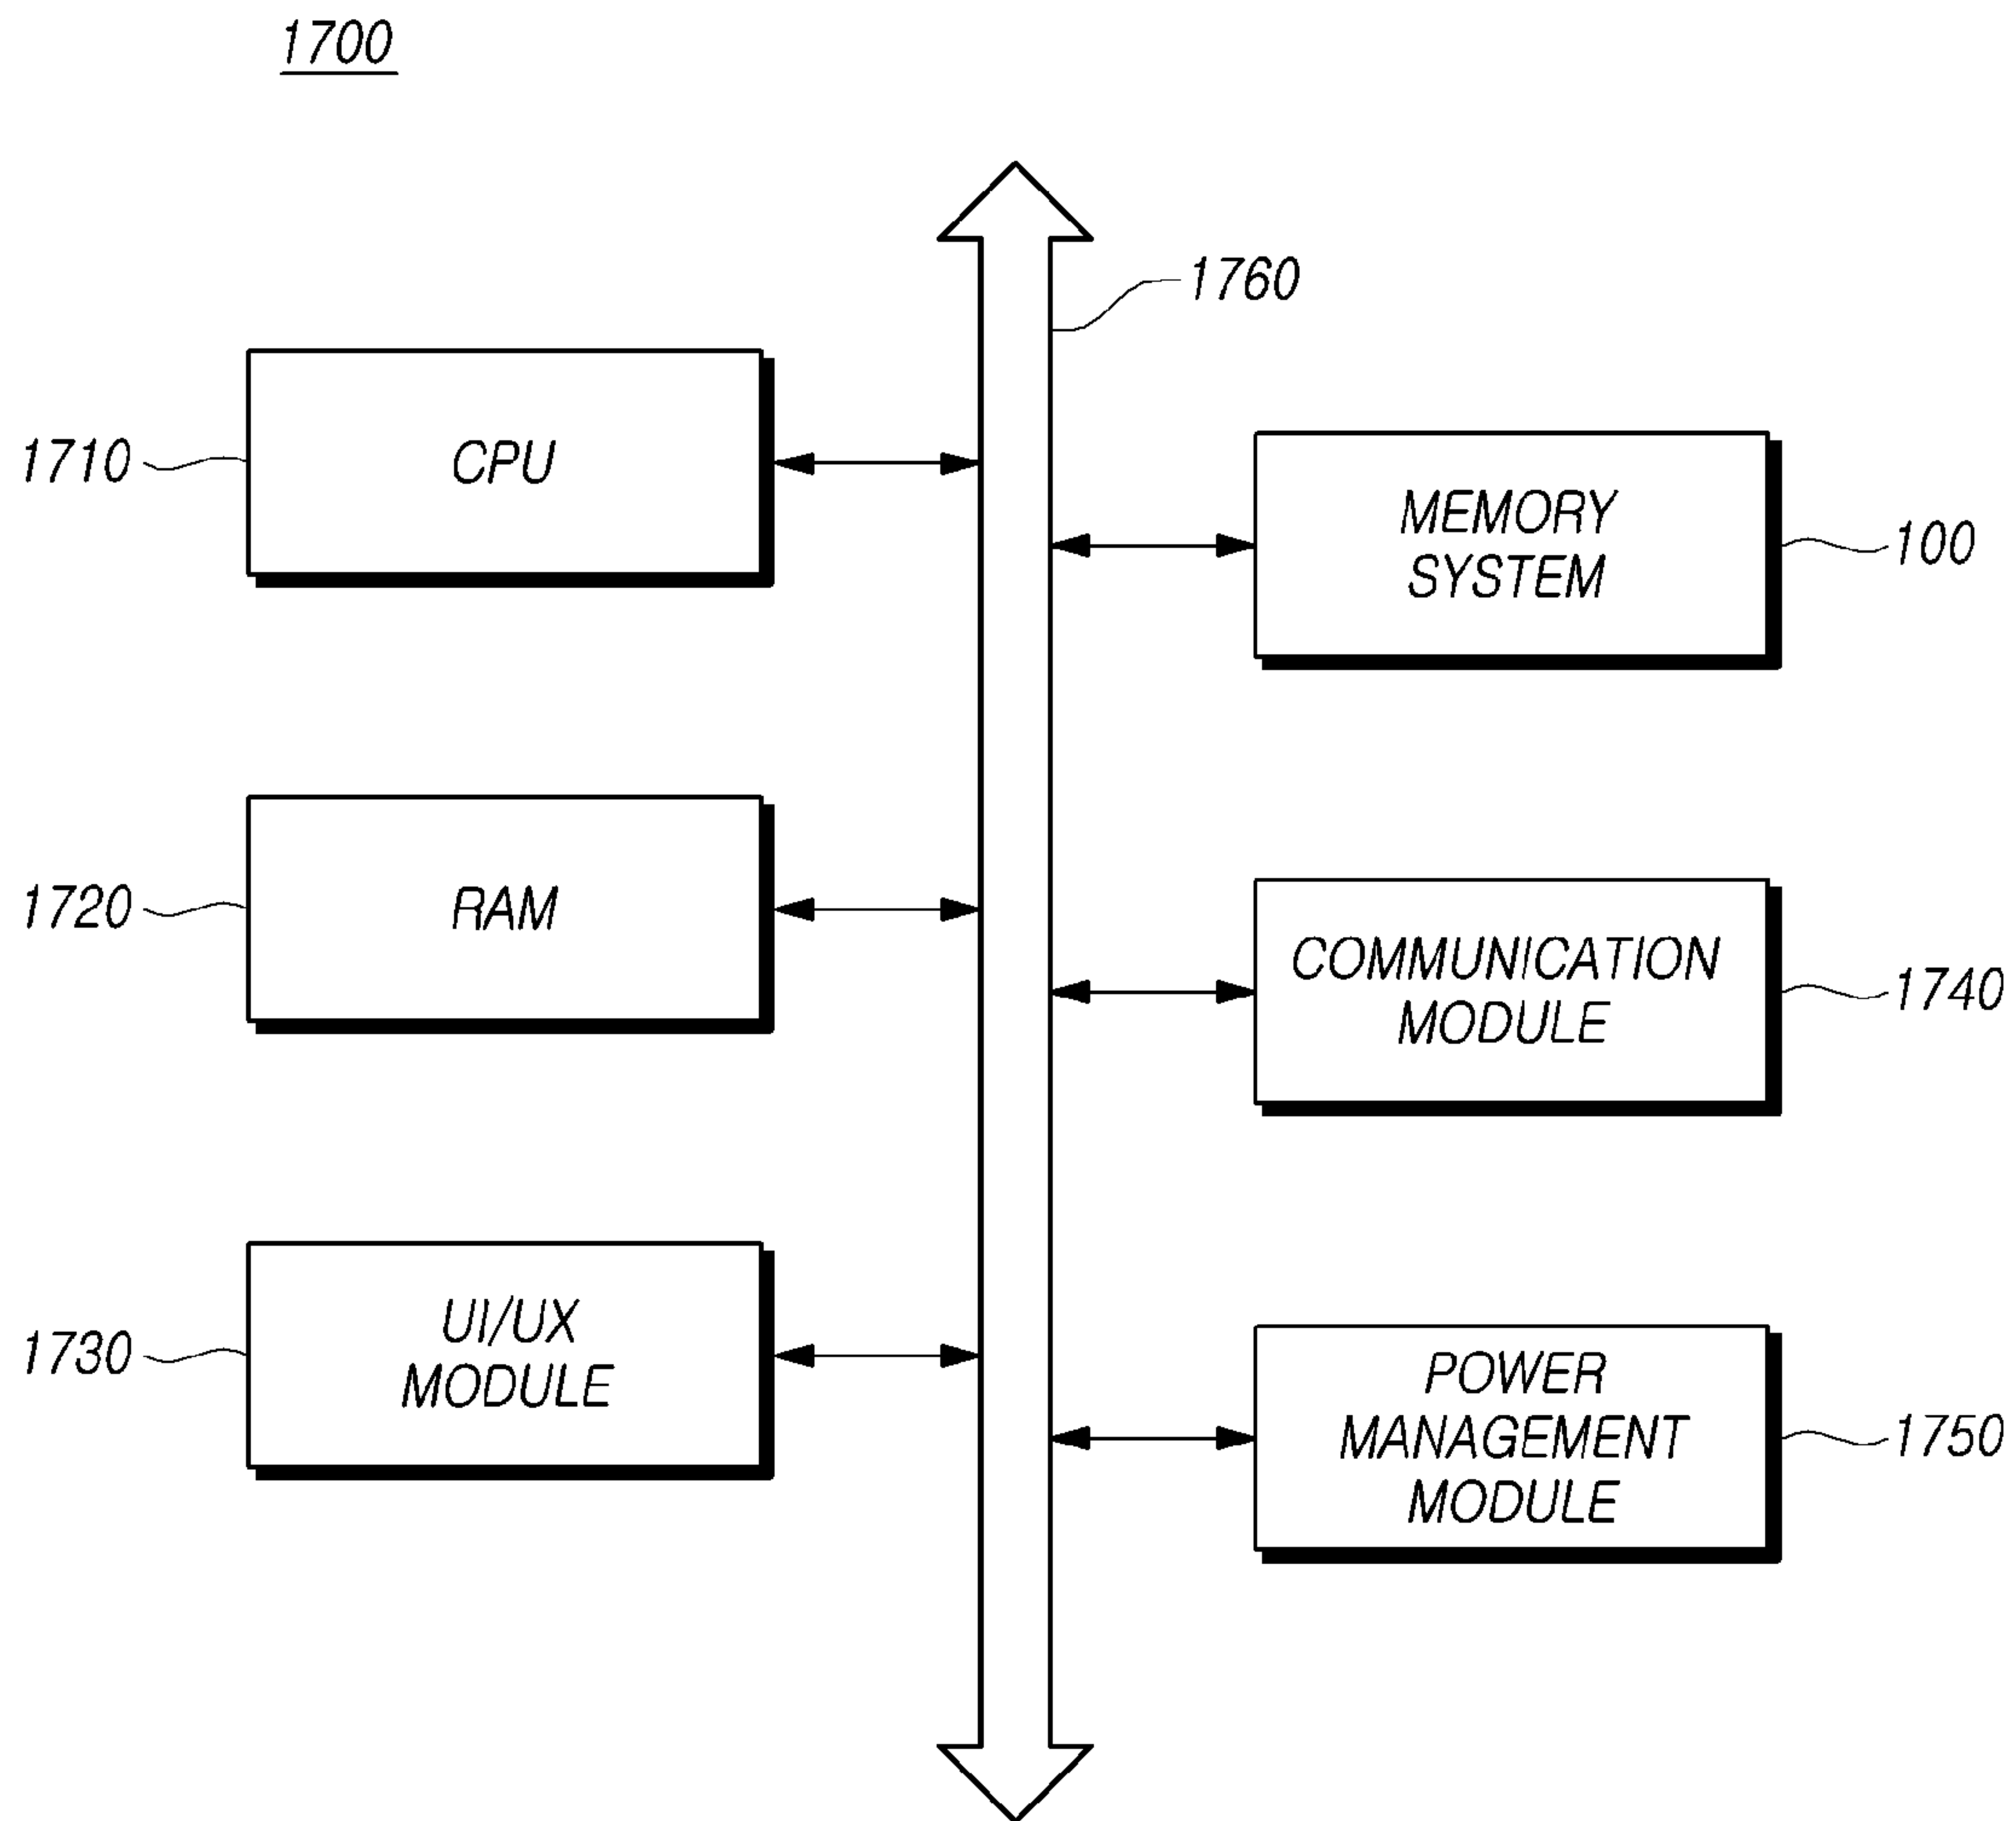 1700
1760
1710
CPU
MEMORY
SYSTEM
100
1720
RAM
COMMUNICATION
MODULE
1740
1730
UI/UX
MODULE
POWER
MANAGEMENT
MODULE
1750